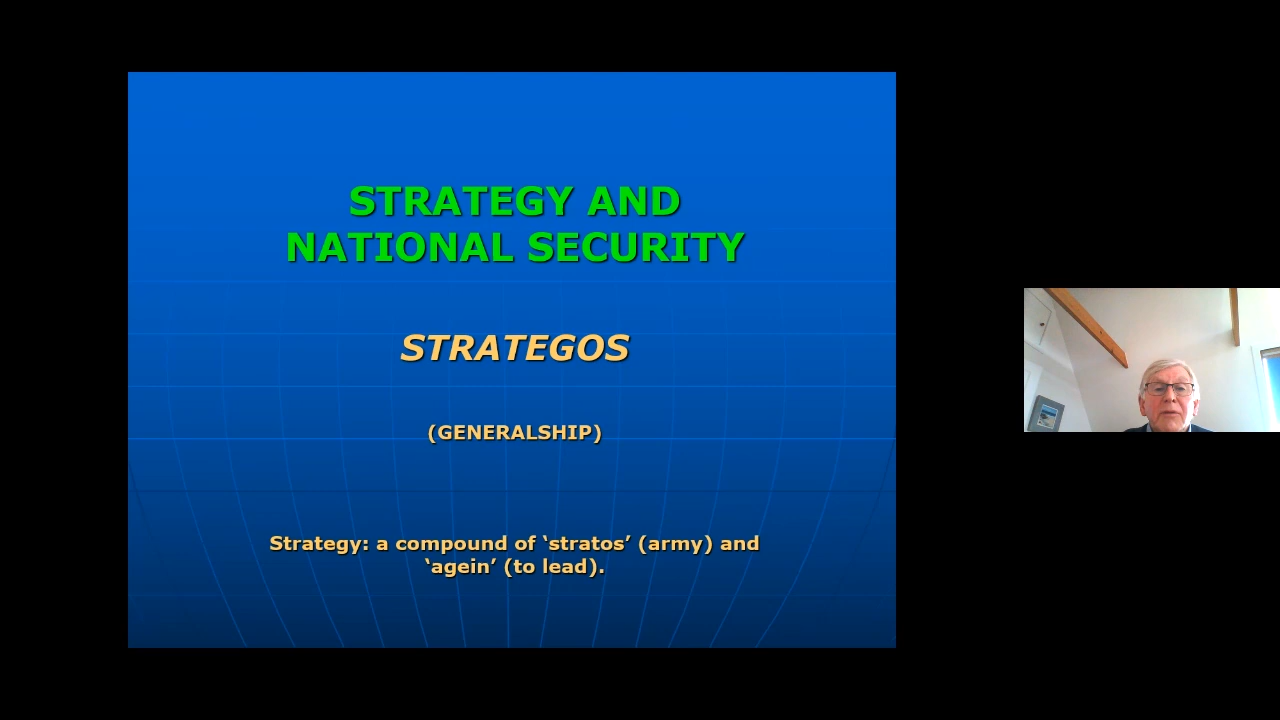 STRATEGY AND
NATIONAL SECURITY
STRATEGOS
(GENERALSHIP)
Strategy: a compound of ‘stratos’ (army) and
‘agein’ (to lead).